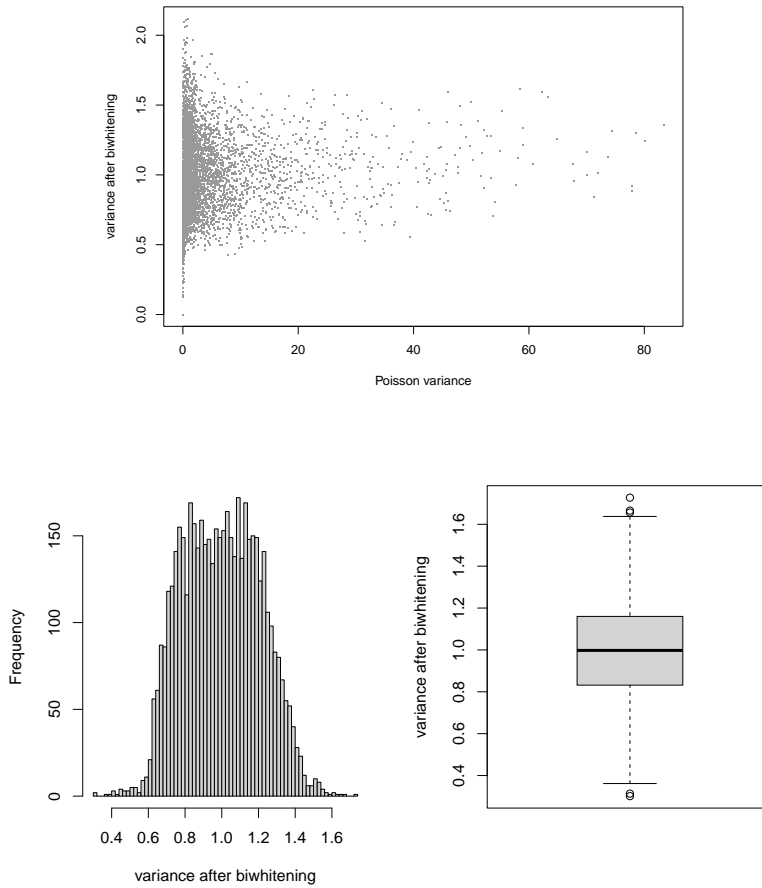 variance after biwhitening
2.0
1.5
1.0
0.5
0.0
0 20 40 60 80
Poisson variance
Frequency
150
100
50
0
0.4 0.6 0.8 1.0 1.2 1.4 1.6
variance after biwhitening
variance after biwhitening
1.6
1.4
1.2
1.0
0.8
0.6
0.4